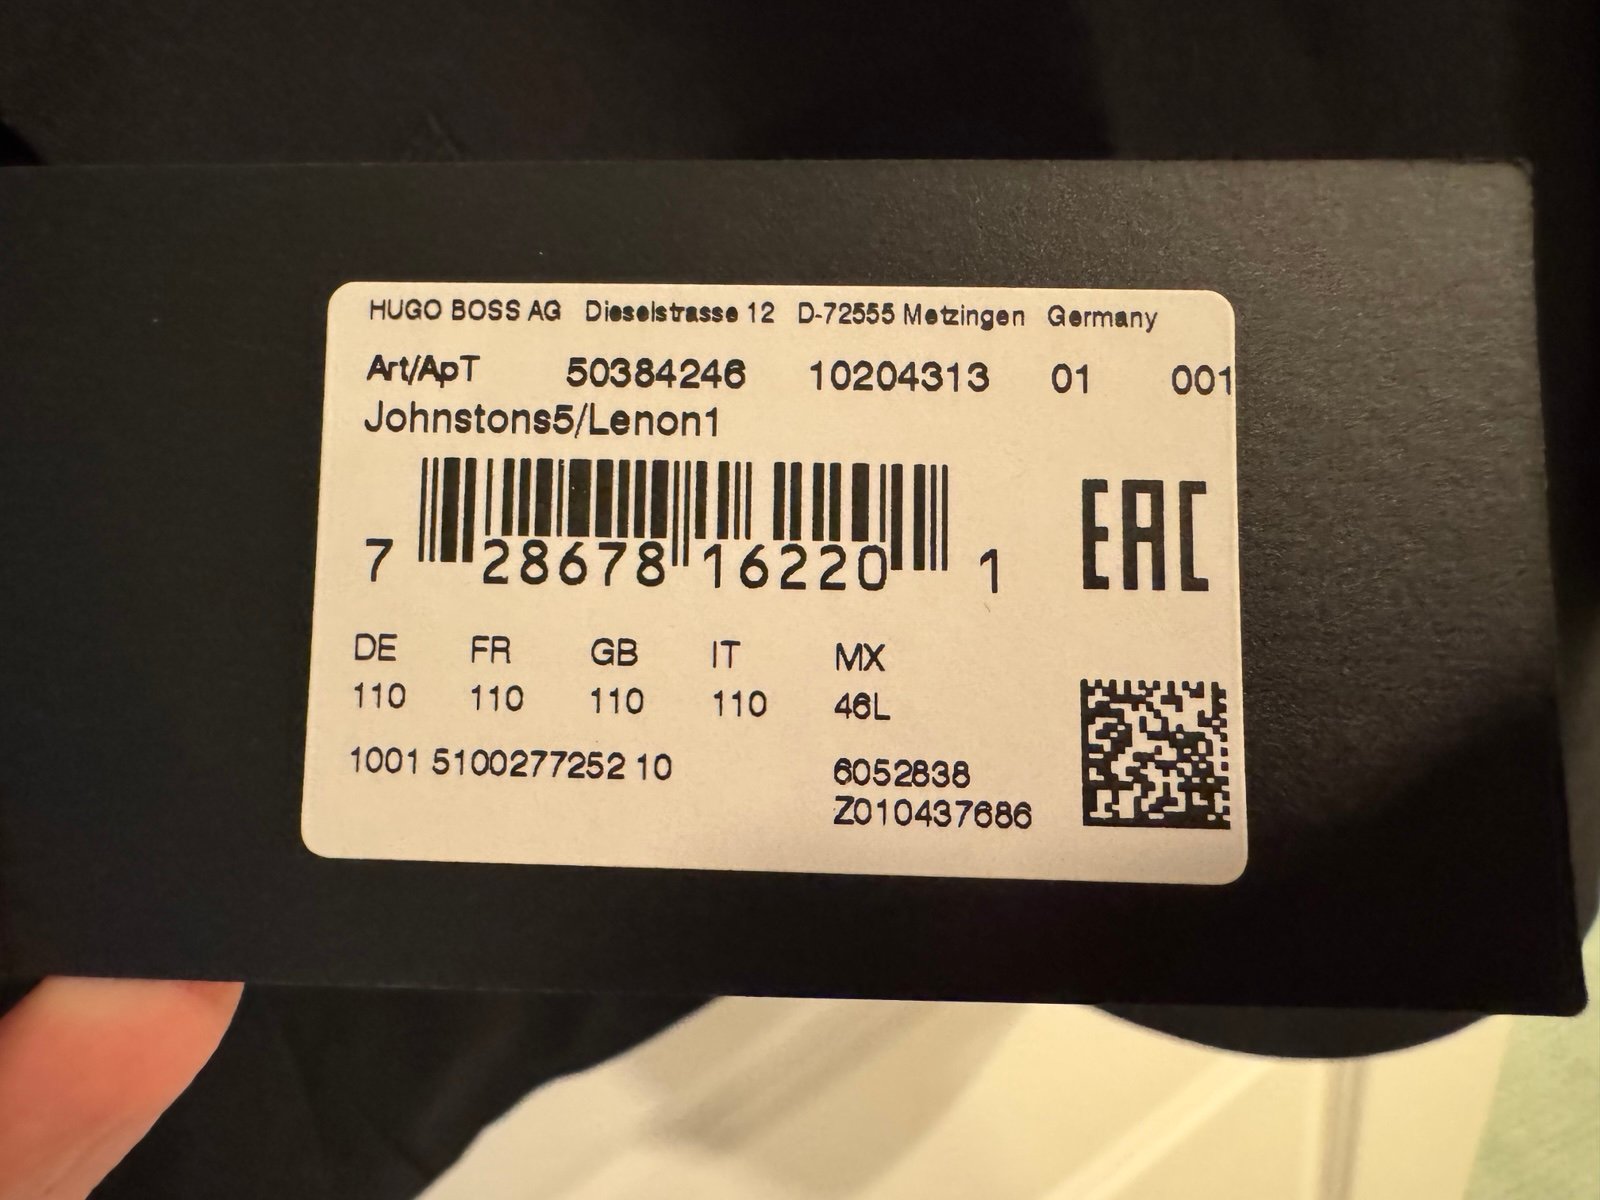 HUGO BOSS AG Dieselstrasse 12 D-72555 Metzingen Germany
Art/ApT 50384246 10204313 01 001
Johnstons5/Lenon1
7 28678 16220 1
EAC
DE FR GB IT MX
110 110 110 110 46L
1001 5100277252 10 6052838
Z010437686